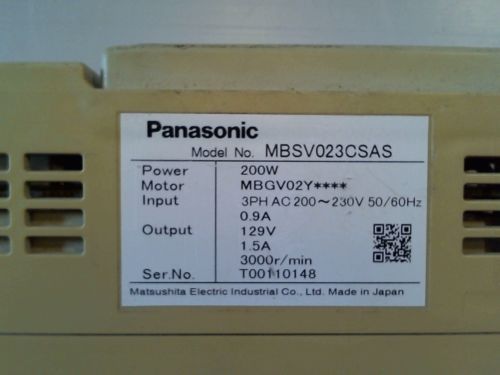 Panasonic
Model No. MBSV023CSAS
Power 200W
Motor MBGV02Y****
Input 3PH AC 200～230V 50/60Hz
0.9A
Output 129V
1.5A
3000r/min
Ser.No. T00110148
Matsushita Electric Industrial Co., Ltd. Made in Japan